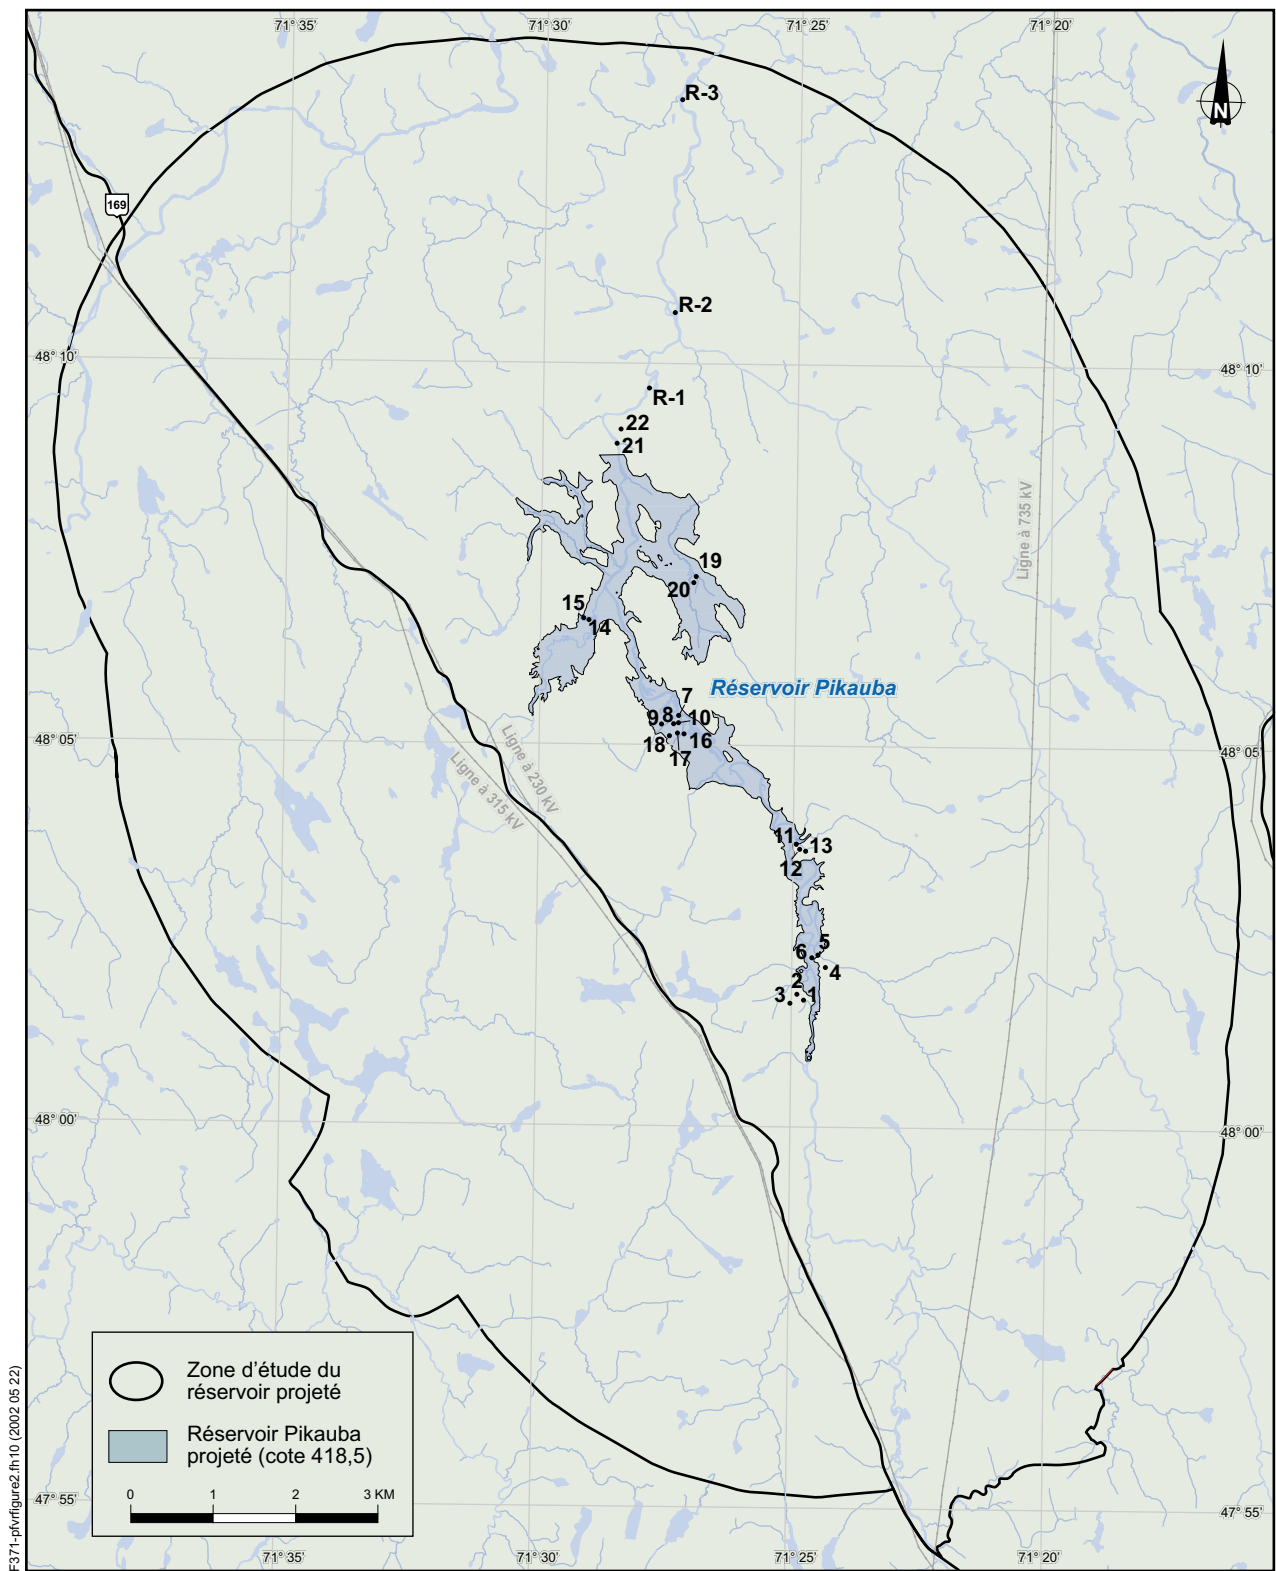 71° 35'
71° 30'
71° 25'
71° 20'
R-3
N
169
R-2
48° 10'
48° 10'
R-1
22
21
Ligne à 735 kV
19
20
15
14
Réservoir Pikauba
7
8
9
10
16
18
17
48° 05'
48° 05'
Ligne à 230 kV
Ligne à 315 kV
11
13
12
5
6
4
2
3
1
48° 00'
48° 00'
Zone d'étude du
réservoir projeté
Réservoir Pikauba
projeté (cote 418,5)
0 1 2 3 KM
47° 55'
47° 55'
71° 35'
71° 30'
71° 25'
71° 20'
F371-pfvrfigure2.fh10 (2002 05 22)